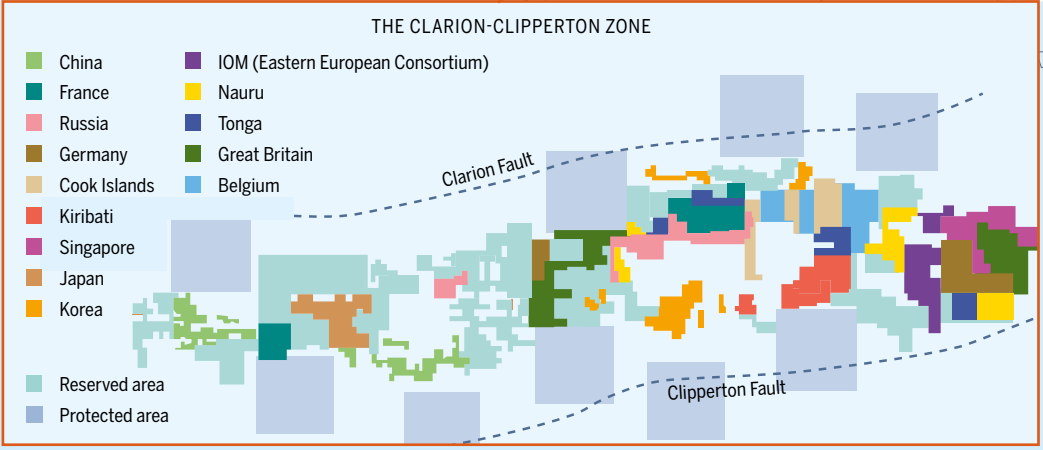 THE CLARION-CLIPPERTON ZONE
China
France
Russia
Germany
Cook Islands
Kiribati
Singapore
Japan
Korea
IOM (Eastern European Consortium)
Nauru
Tonga
Great Britain
Belgium
Reserved area
Protected area
Clarion Fault
Clipperton Fault